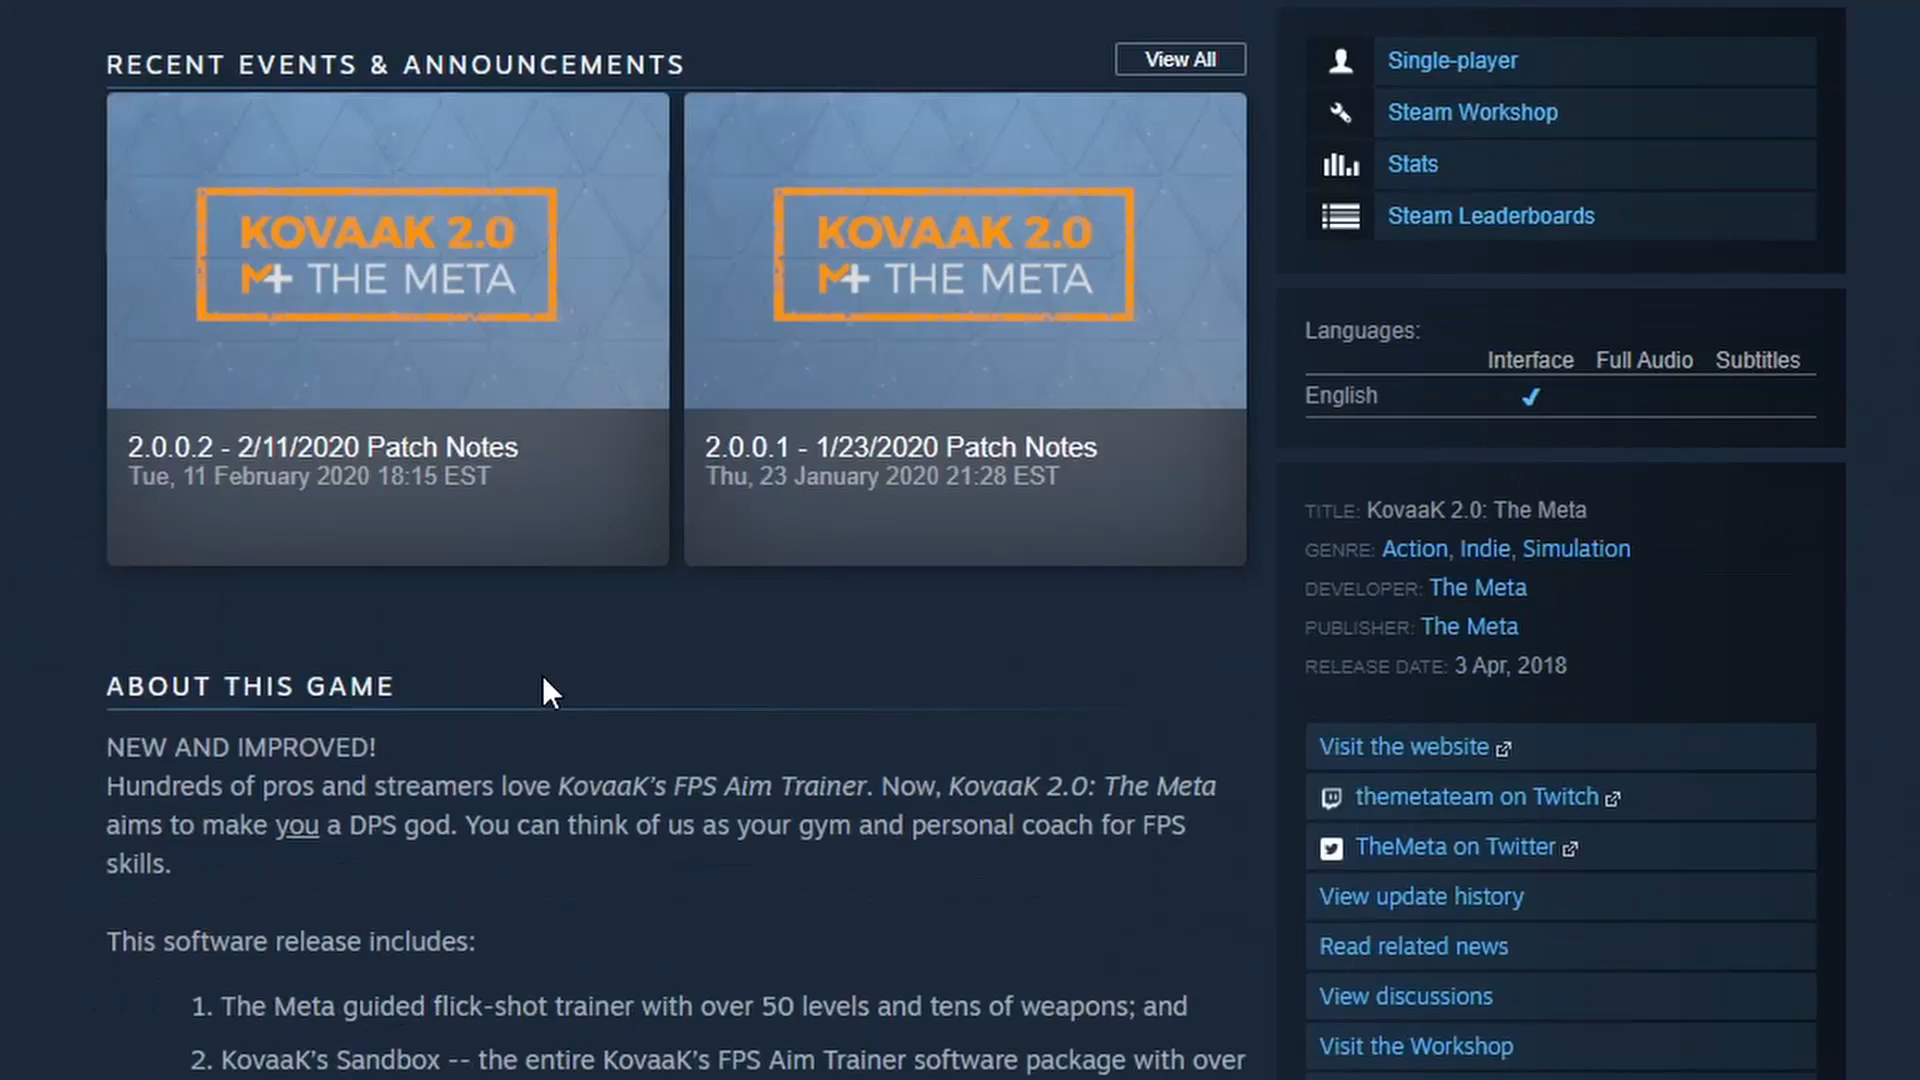 RECENT EVENTS & ANNOUNCEMENTS
View All
KOVAAK 2.0
M+ THE META
KOVAAK 2.0
M+ THE META
2.0.0.2 - 2/11/2020 Patch Notes
Tue, 11 February 2020 18:15 EST
2.0.0.1 - 1/23/2020 Patch Notes
Thu, 23 January 2020 21:28 EST
ABOUT THIS GAME
NEW AND IMPROVED!
Hundreds of pros and streamers love KovaaK's FPS Aim Trainer. Now, KovaaK 2.0: The Meta
aims to make you a DPS god. You can think of us as your gym and personal coach for FPS
skills.
This software release includes:
1. The Meta guided flick-shot trainer with over 50 levels and tens of weapons; and
2. KovaaK's Sandbox -- the entire KovaaK's FPS Aim Trainer software package with over
Single-player
Steam Workshop
Stats
Steam Leaderboards
Languages:
Interface Full Audio Subtitles
English
TITLE: KovaaK 2.0: The Meta
GENRE: Action, Indie, Simulation
DEVELOPER: The Meta
PUBLISHER: The Meta
RELEASE DATE: 3 Apr, 2018
Visit the website
themetateam on Twitch
TheMeta on Twitter
View update history
Read related news
View discussions
Visit the Workshop